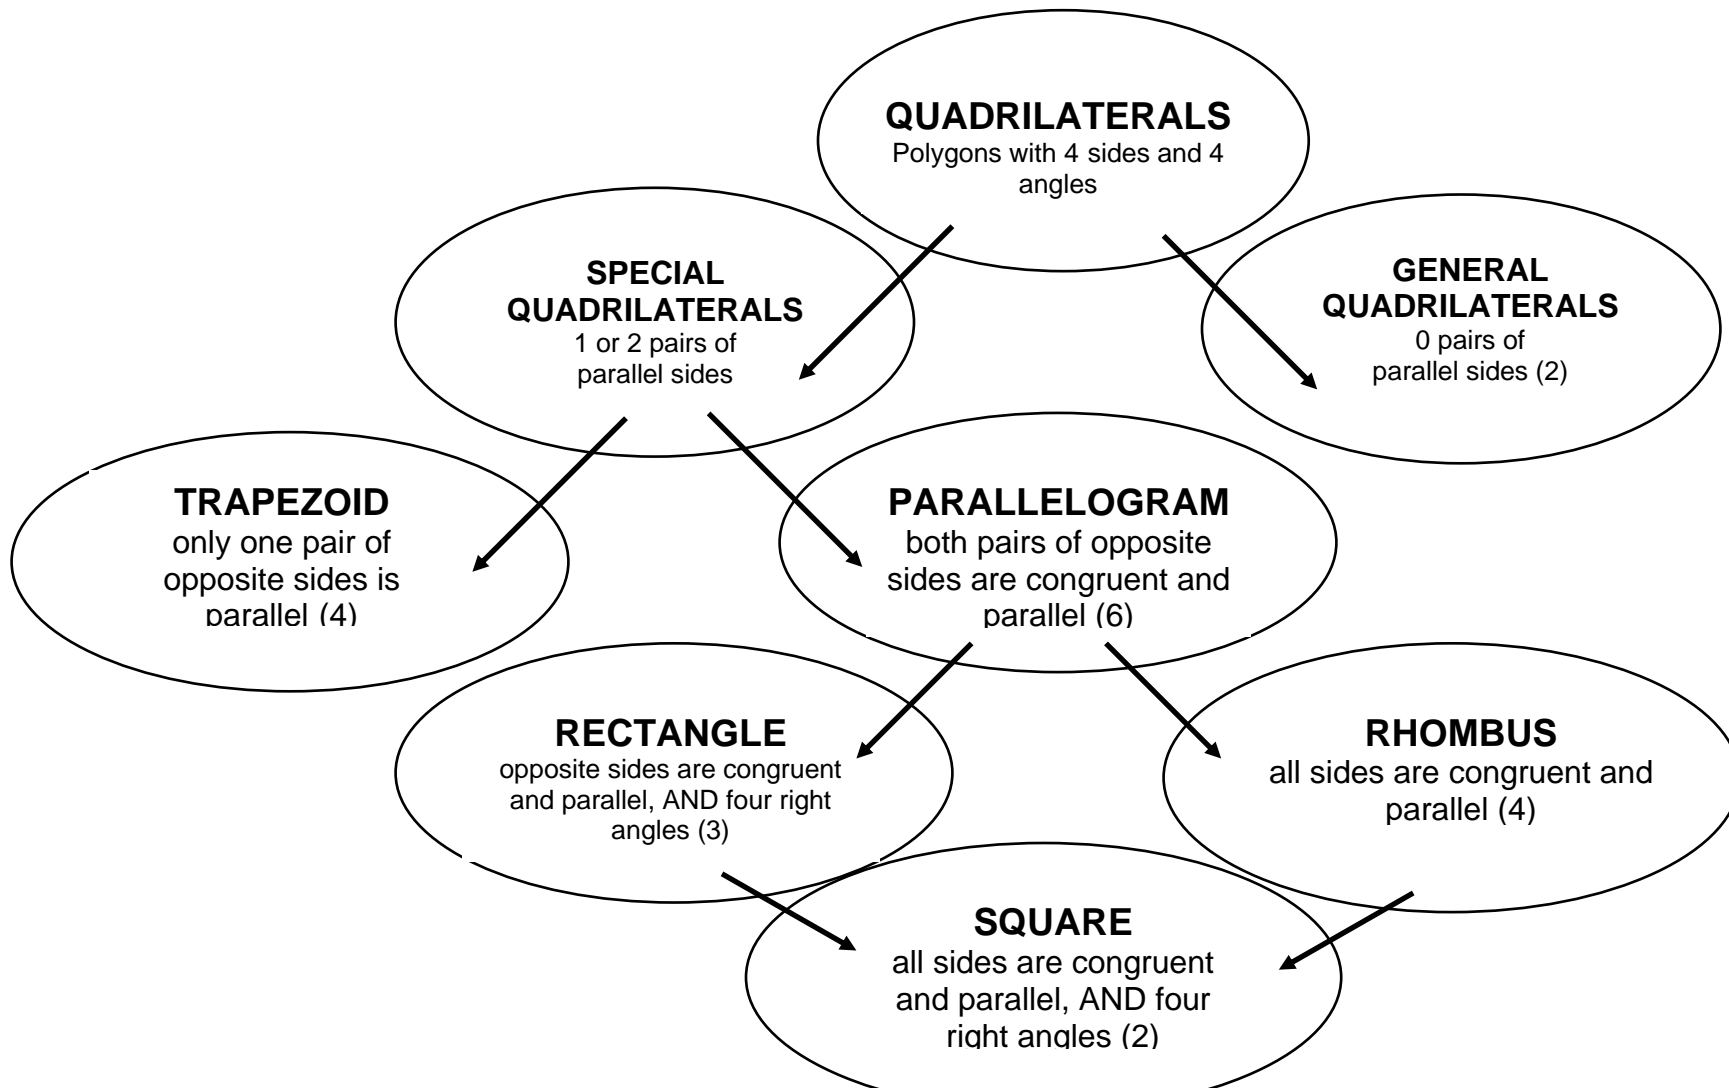 QUADRILATERALS
Polygons with 4 sides and 4
angles
SPECIAL
QUADRILATERALS
1 or 2 pairs of
parallel sides
GENERAL
QUADRILATERALS
0 pairs of
parallel sides (2)
TRAPEZOID
only one pair of
opposite sides is
parallel (4)
PARALLELOGRAM
both pairs of opposite
sides are congruent and
parallel (6)
RECTANGLE
opposite sides are congruent
and parallel, AND four right
angles (3)
RHOMBUS
all sides are congruent and
parallel (4)
SQUARE
all sides are congruent
and parallel, AND four
right angles (2)